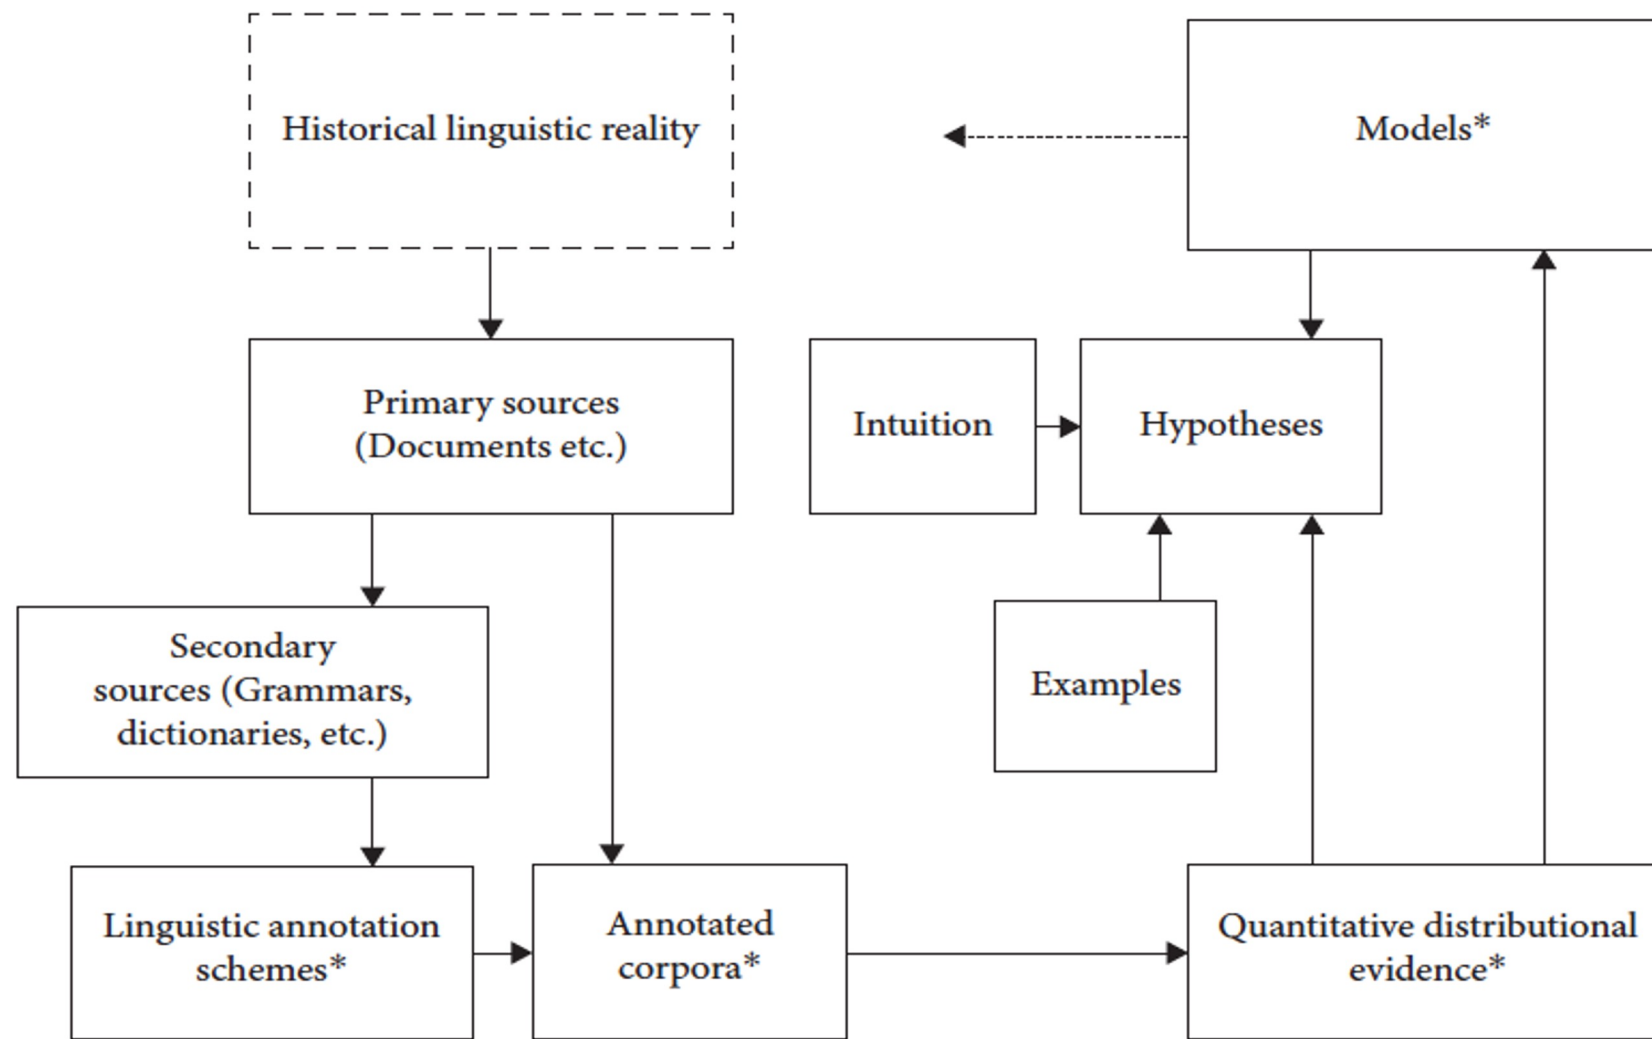 Historical linguistic reality
Models*
Primary sources
(Documents etc.)
Intuition
Hypotheses
Secondary
sources (Grammars,
dictionaries, etc.)
Examples
Linguistic annotation
schemes*
Annotated
corpora*
Quantitative distributional
evidence*